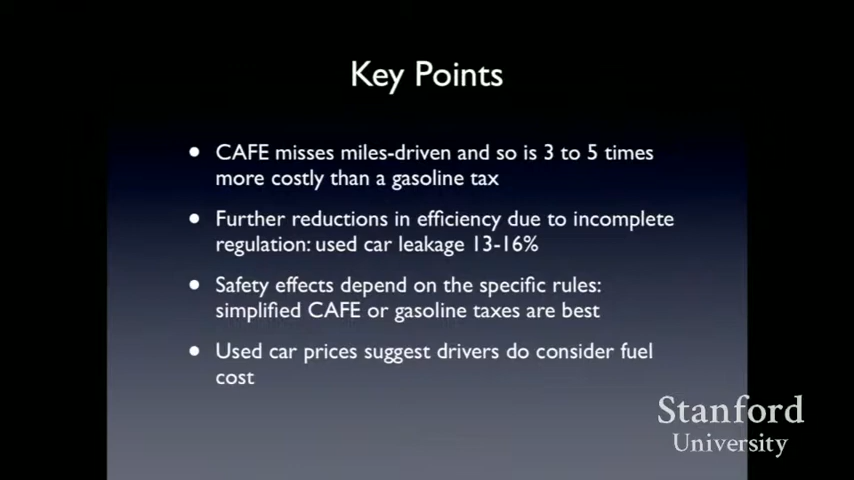 Key Points
• CAFE misses miles-driven and so is 3 to 5 times
more costly than a gasoline tax
• Further reductions in efficiency due to incomplete
regulation: used car leakage 13-16%
• Safety effects depend on the specific rules:
simplified CAFE or gasoline taxes are best
• Used car prices suggest drivers do consider fuel
cost
Stanford
University